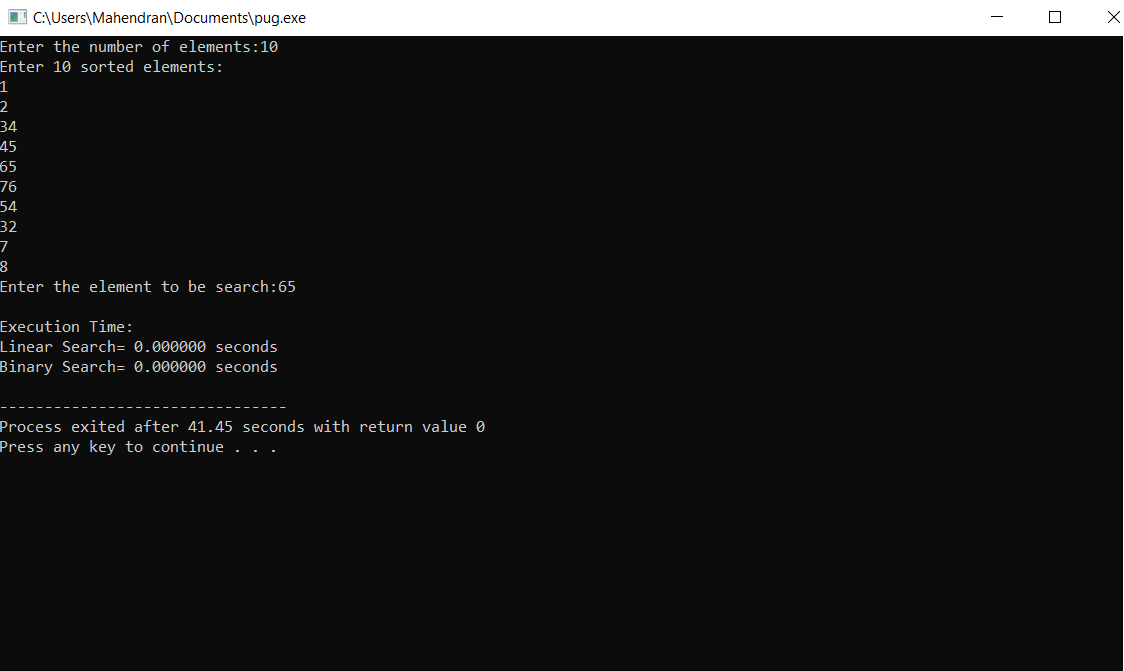 C:\Users\Mahendran\Documents\pug.exe
Enter the number of elements:10
Enter 10 sorted elements:
1
2
34
45
65
76
54
32
7
8
Enter the element to be search:65
Execution Time:
Linear Search= 0.000000 seconds
Binary Search= 0.000000 seconds
--------------------------------
Process exited after 41.45 seconds with return value 0
Press any key to continue . . .